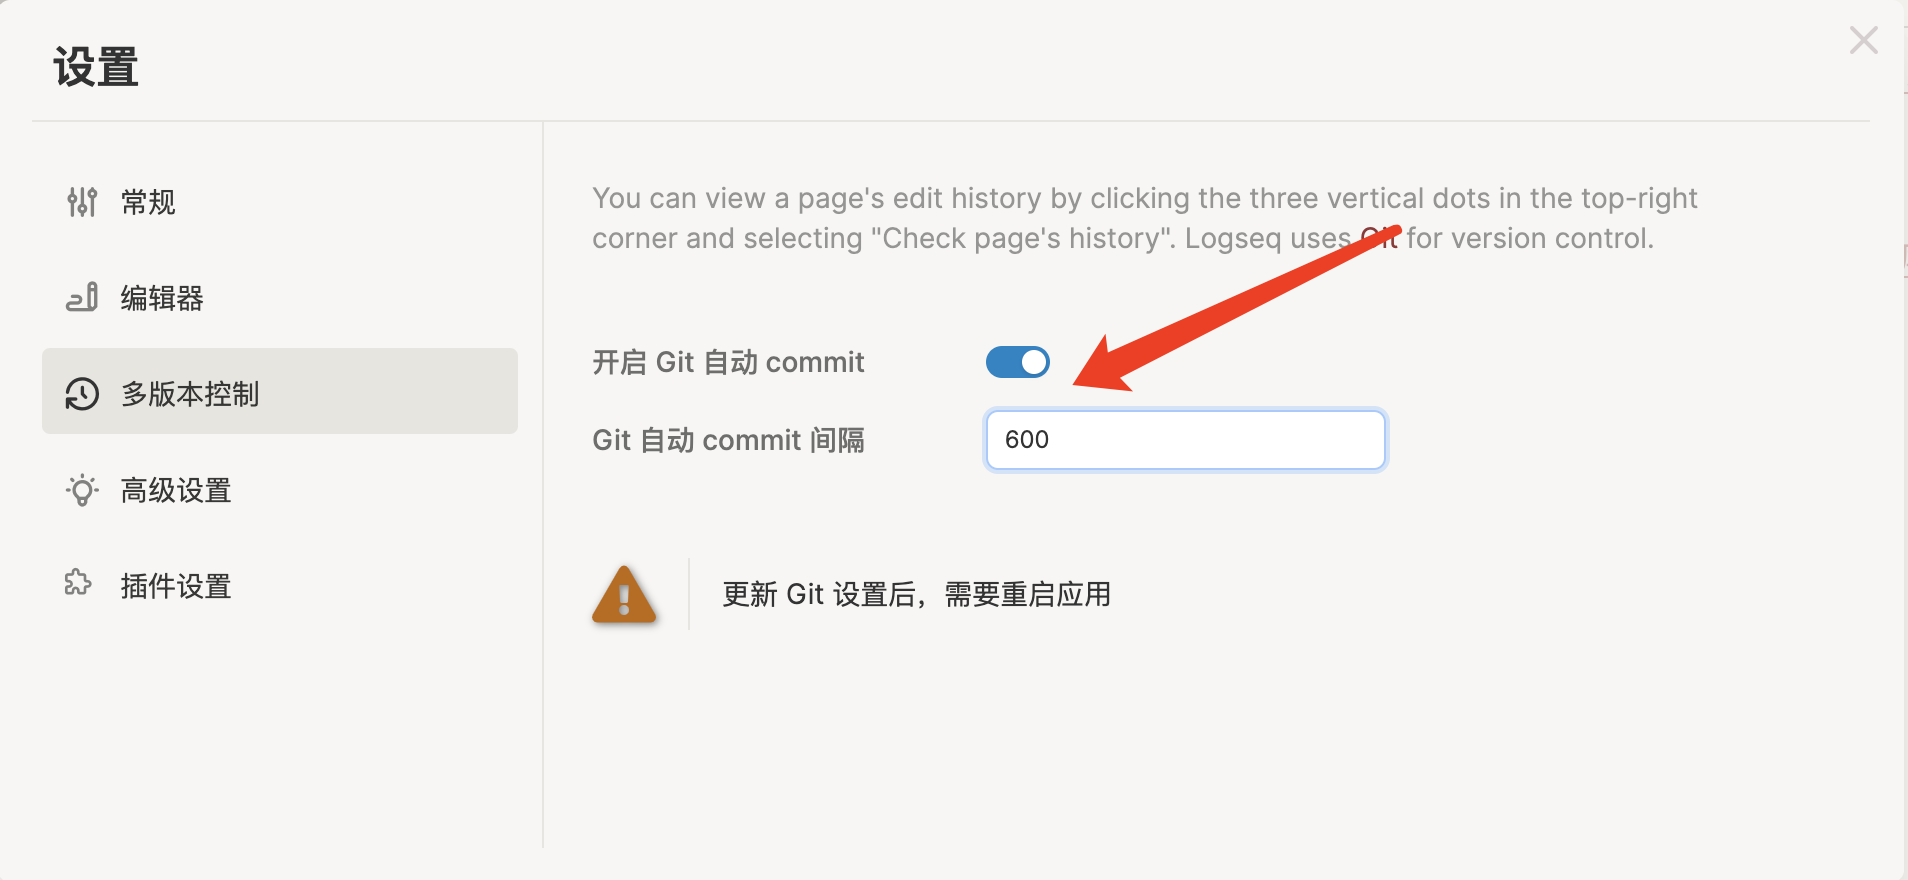 设置
常规
编辑器
多版本控制
高级设置
插件设置
You can view a page's edit history by clicking the three vertical dots in the top-right
corner and selecting "Check page's history". Logseq uses Git for version control.
开启 Git 自动 commit
Git 自动 commit 间隔
600
更新 Git 设置后，需要重启应用